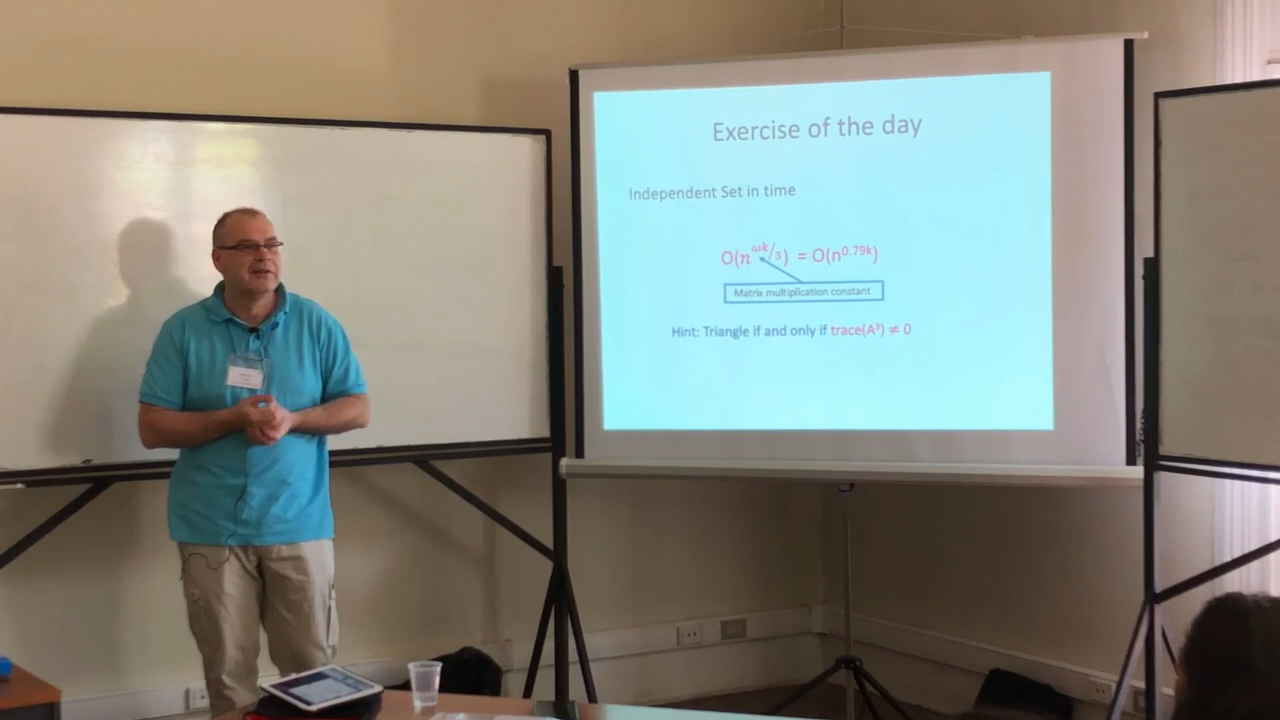 Exercise of the day
Independent Set in time
O(n^ωk/3) = O(n^0.79k)
Matrix multiplication constant
Hint: Triangle if and only if trace(A³) ≠ 0